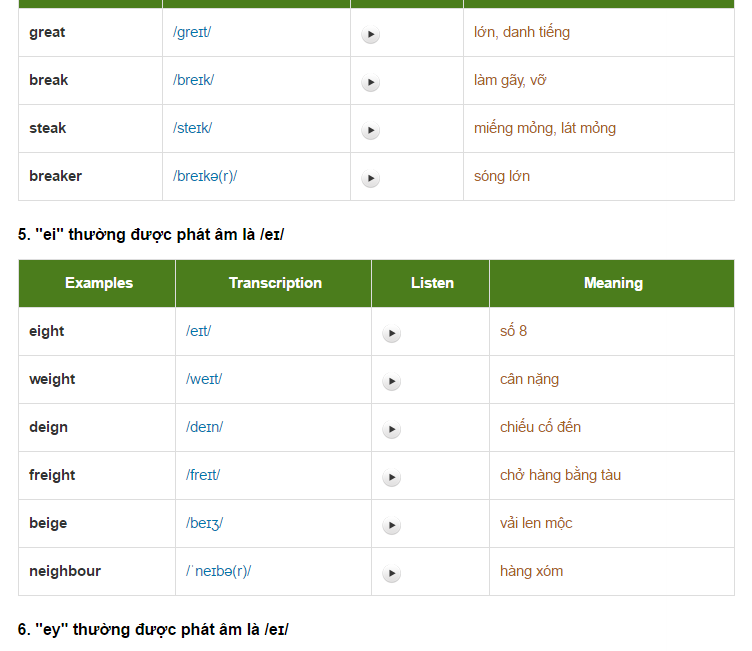 great /greɪt/ lớn, danh tiếng
break /breɪk/ làm gãy, vỡ
steak /steɪk/ miếng mỏng, lát mỏng
breaker /breɪkə(r)/ sóng lớn
5. "ei" thường được phát âm là /eɪ/
Examples Transcription Listen Meaning
eight /eɪt/ số 8
weight /weɪt/ cân nặng
deign /deɪn/ chiếu cố đến
freight /freɪt/ chở hàng bằng tàu
beige /beɪʒ/ vải len mộc
neighbour /ˈneɪbə(r)/ hàng xóm
6. "ey" thường được phát âm là /eɪ/